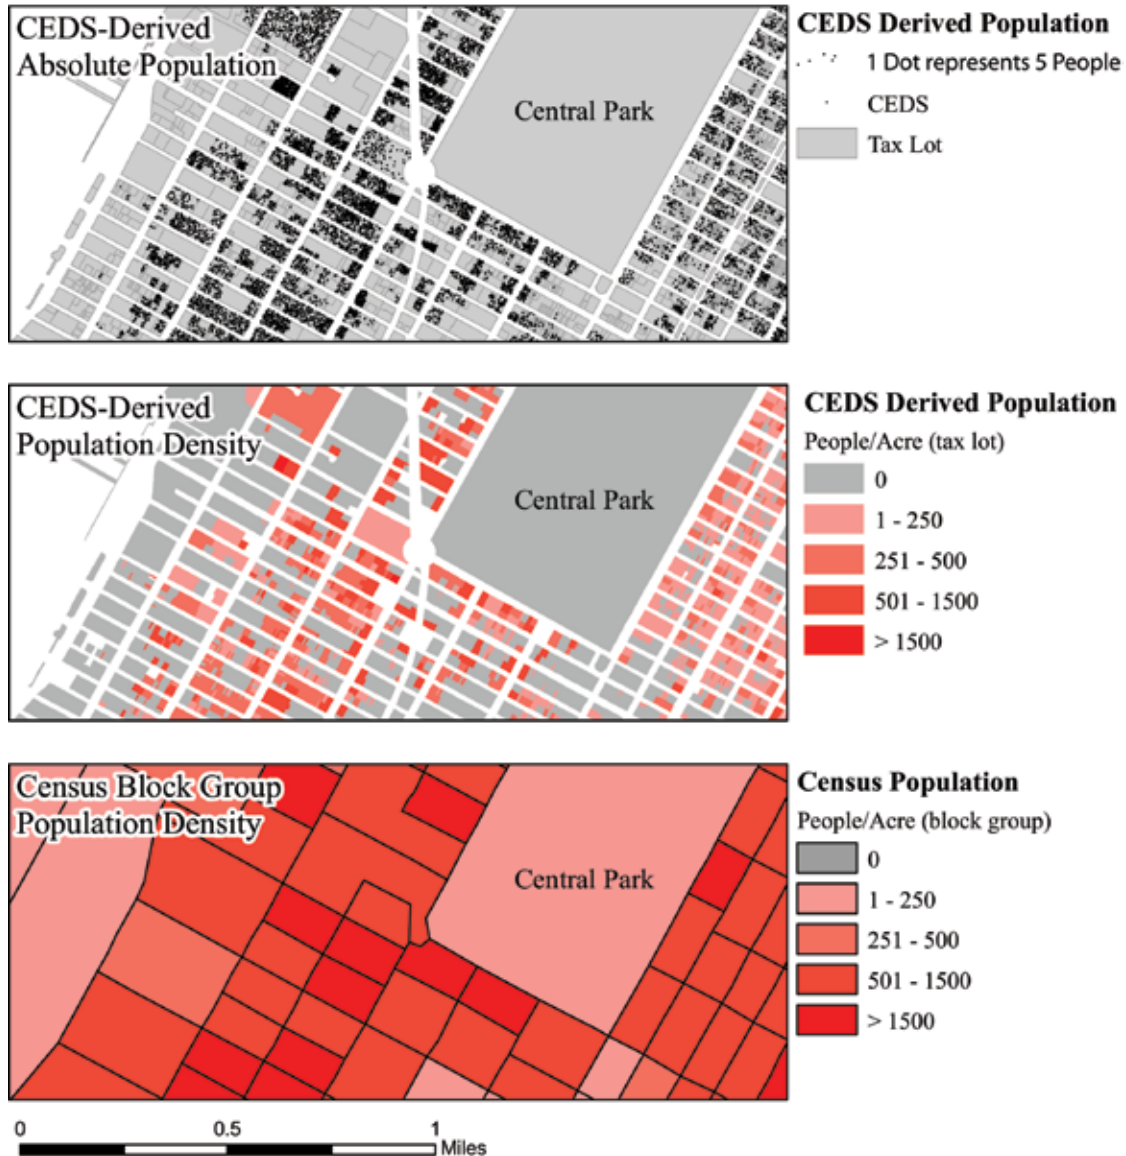 CEDS-Derived
Absolute Population
Central Park
CEDS Derived Population
1 Dot represents 5 People
CEDS
Tax Lot
CEDS-Derived
Population Density
Central Park
CEDS Derived Population
People/Acre (tax lot)
0
1 - 250
251 - 500
501 - 1500
> 1500
Census Block Group
Population Density
Central Park
Census Population
People/Acre (block group)
0
1 - 250
251 - 500
501 - 1500
> 1500
0 0.5 1
Miles